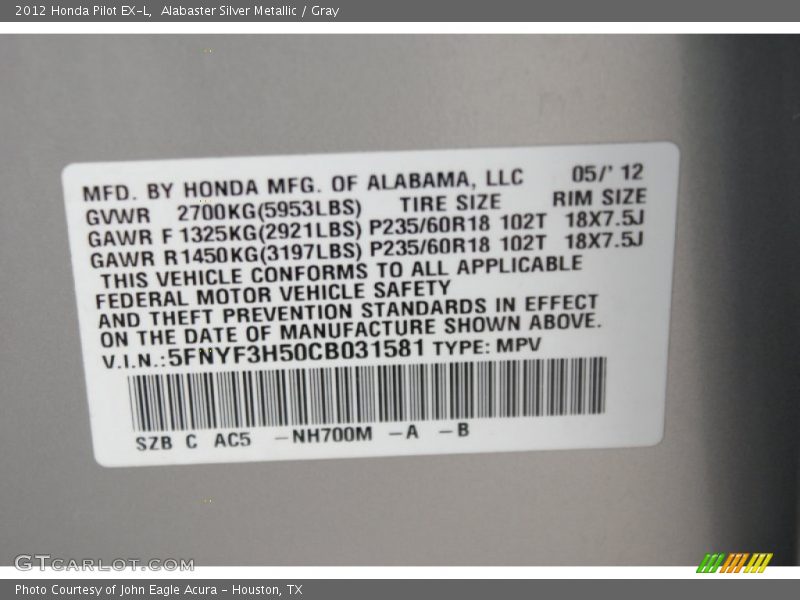 2012 Honda Pilot EX-L,  Alabaster Silver Metallic / Gray
MFD. BY HONDA MFG. OF ALABAMA, LLC 05/' 12
GVWR 2700KG(5953LBS) TIRE SIZE RIM SIZE
GAWR F 1325KG(2921LBS) P235/60R18 102T 18X7.5J
GAWR R1450KG(3197LBS) P235/60R18 102T 18X7.5J
THIS VEHICLE CONFORMS TO ALL APPLICABLE
FEDERAL MOTOR VEHICLE SAFETY
AND THEFT PREVENTION STANDARDS IN EFFECT
ON THE DATE OF MANUFACTURE SHOWN ABOVE.
V.I.N.:5FNYF3H50CB031581 TYPE: MPV
SZB C AC5 -NH700M -A -B
GTCARLOT.COM
Photo Courtesy of John Eagle Acura - Houston, TX